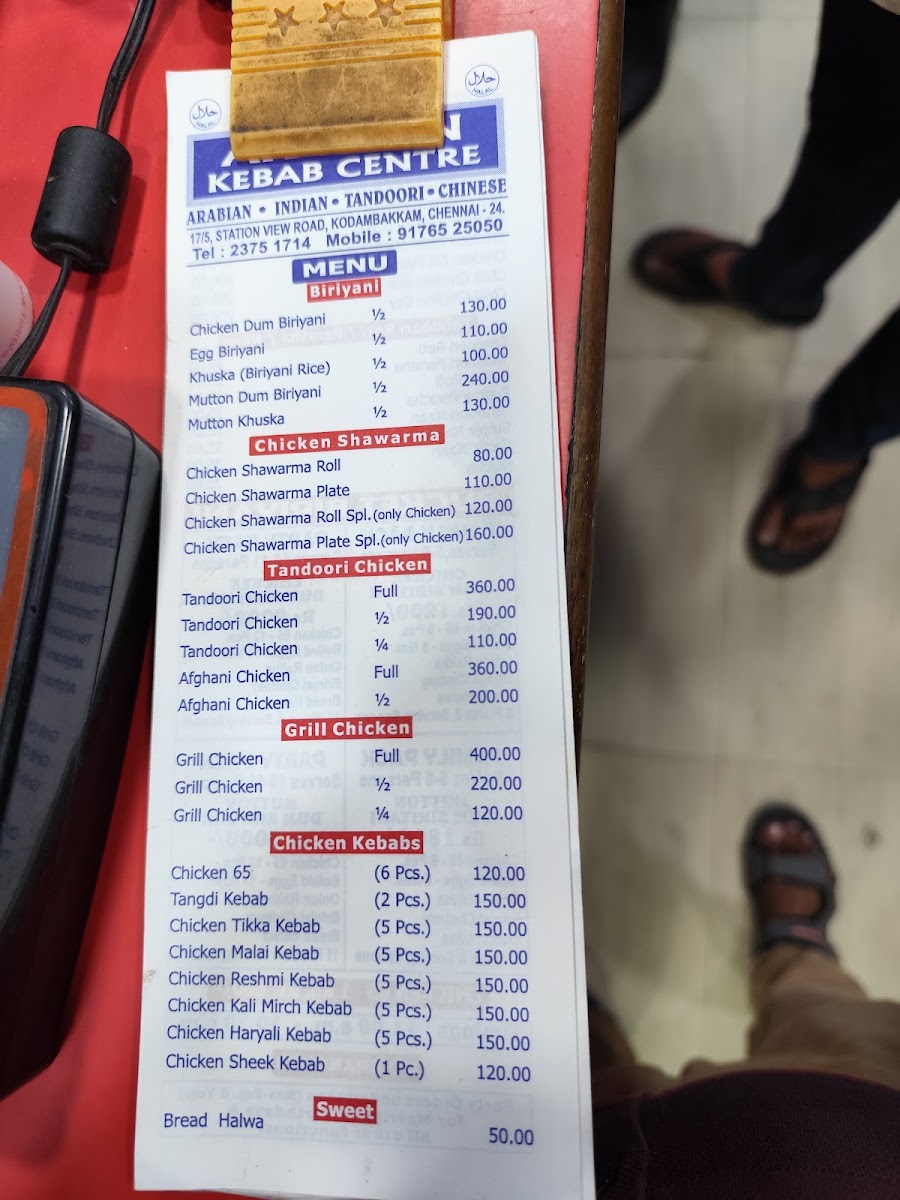 حلال
HALAL
حلال
HALAL
KEBAB CENTRE
ARABIAN • INDIAN • TANDOORI • CHINESE
17/5, STATION VIEW ROAD, KODAMBAKKAM, CHENNAI - 24.
Tel : 2375 1714 Mobile : 91765 25050
MENU
Biriyani
Chicken Dum Biriyani ½ 130.00
Egg Biriyani ½ 110.00
Khuska (Biriyani Rice) ½ 100.00
Mutton Dum Biriyani ½ 240.00
Mutton Khuska ½ 130.00
Chicken Shawarma
Chicken Shawarma Roll 80.00
Chicken Shawarma Plate 110.00
Chicken Shawarma Roll Spl.(only Chicken) 120.00
Chicken Shawarma Plate Spl.(only Chicken) 160.00
Tandoori Chicken
Tandoori Chicken Full 360.00
Tandoori Chicken ½ 190.00
Tandoori Chicken ¼ 110.00
Afghani Chicken Full 360.00
Afghani Chicken ½ 200.00
Grill Chicken
Grill Chicken Full 400.00
Grill Chicken ½ 220.00
Grill Chicken ¼ 120.00
Chicken Kebabs
Chicken 65 (6 Pcs.) 120.00
Tangdi Kebab (2 Pcs.) 150.00
Chicken Tikka Kebab (5 Pcs.) 150.00
Chicken Malai Kebab (5 Pcs.) 150.00
Chicken Reshmi Kebab (5 Pcs.) 150.00
Chicken Kali Mirch Kebab (5 Pcs.) 150.00
Chicken Haryali Kebab (5 Pcs.) 150.00
Chicken Sheek Kebab (1 Pc.) 120.00
Sweet
Bread Halwa 50.00